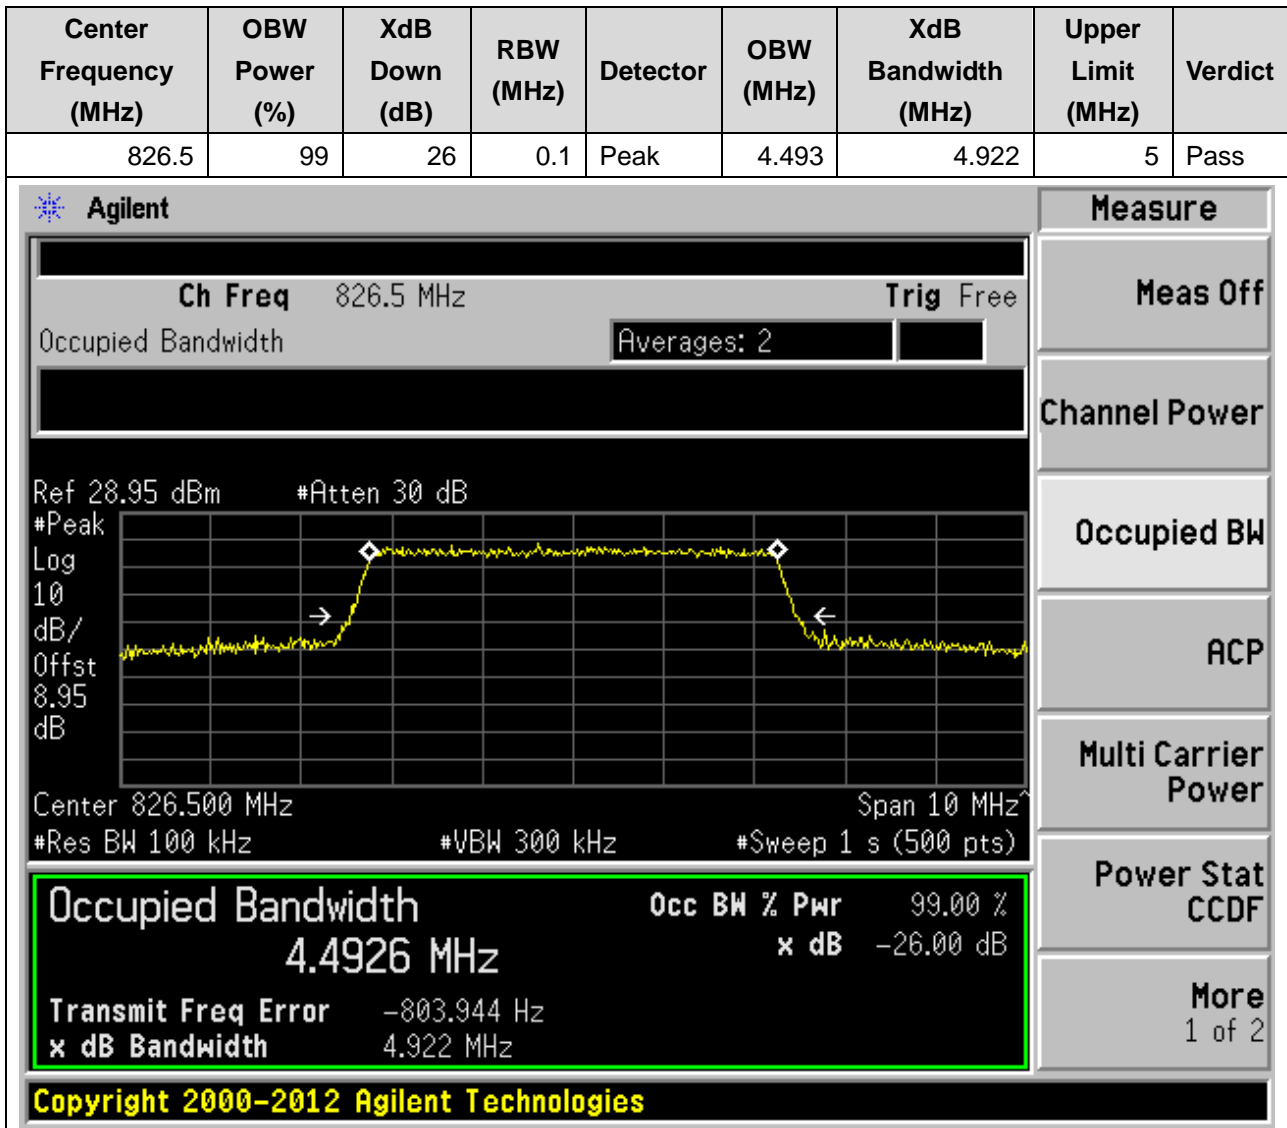 Center Frequency (MHz) OBW Power (%) XdB Down (dB) RBW (MHz) Detector OBW (MHz) XdB Bandwidth (MHz) Upper Limit (MHz) Verdict
826.5 99 26 0.1 Peak 4.493 4.922 5 Pass
Agilent
Measure
Ch Freq 826.5 MHz Trig Free
Meas Off
Occupied Bandwidth Averages: 2
Channel Power
Ref 28.95 dBm #Atten 30 dB
#Peak
Log
10
dB/
Offst
8.95
dB
Occupied BW
ACP
Multi Carrier
Power
Center 826.500 MHz Span 10 MHz^
#Res BW 100 kHz #VBW 300 kHz #Sweep 1 s (500 pts)
Power Stat
CCDF
Occupied Bandwidth Occ BW % Pwr 99.00 %
4.4926 MHz x dB -26.00 dB
More
1 of 2
Transmit Freq Error -803.944 Hz
x dB Bandwidth 4.922 MHz
Copyright 2000-2012 Agilent Technologies